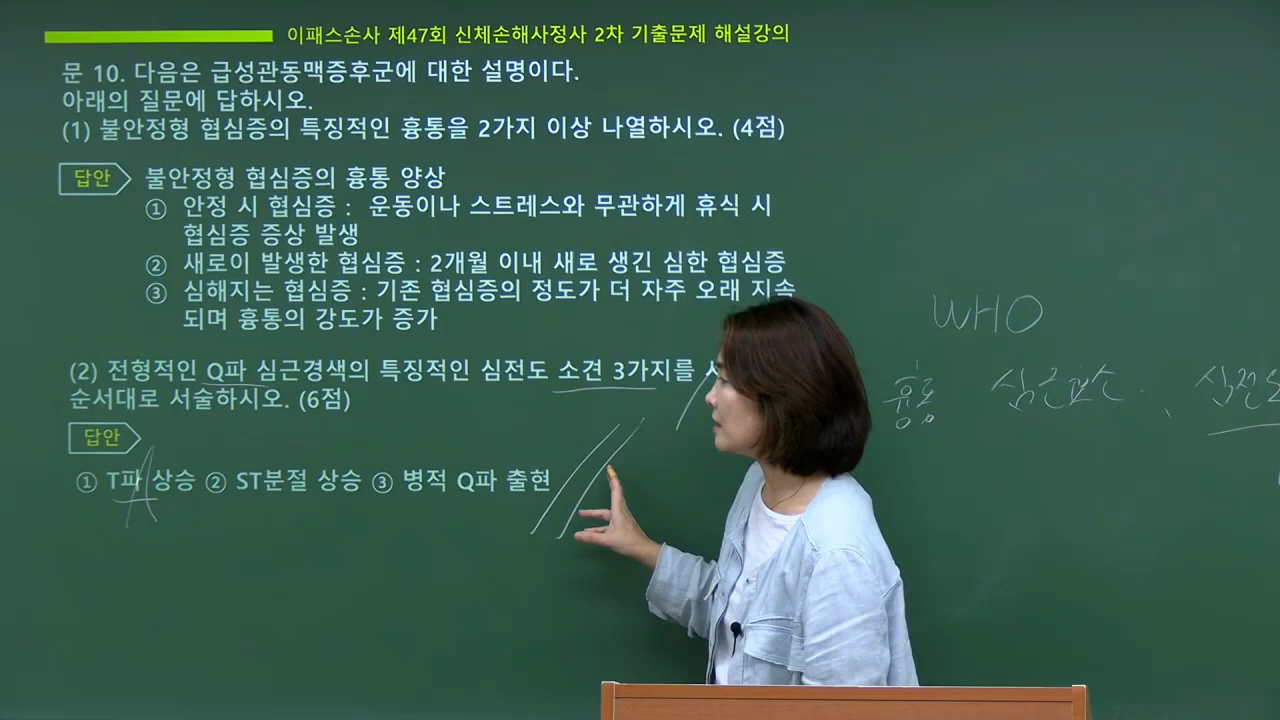 이패스손사 제47회 신체손해사정사 2차 기출문제 해설강의
문 10. 다음은 급성관동맥증후군에 대한 설명이다.
아래의 질문에 답하시오.
(1) 불안정형 협심증의 특징적인 흉통을 2가지 이상 나열하시오. (4점)
답안 불안정형 협심증의 흉통 양상
① 안정 시 협심증 : 운동이나 스트레스와 무관하게 휴식 시
협심증 증상 발생
② 새로이 발생한 협심증 : 2개월 이내 새로 생긴 심한 협심증
③ 심해지는 협심증 : 기존 협심증의 정도가 더 자주 오래 지속
되며 흉통의 강도가 증가
(2) 전형적인 Q파 심근경색의 특징적인 심전도 소견 3가지를
순서대로 서술하시오. (6점)
답안
① T파 상승 ② ST분절 상승 ③ 병적 Q파 출현
WHO
흉통 심근효소 심전도